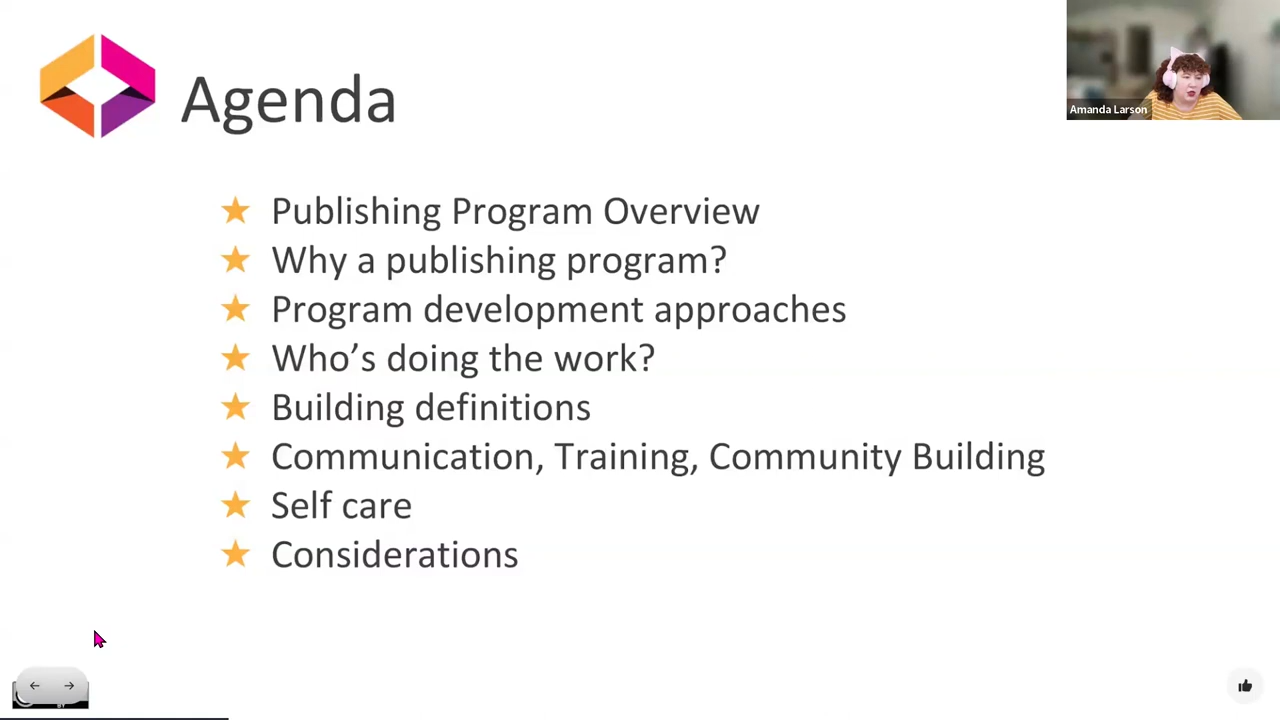 Agenda
Amanda Larson
Publishing Program Overview
Why a publishing program?
Program development approaches
Who's doing the work?
Building definitions
Communication, Training, Community Building
Self care
Considerations
BY